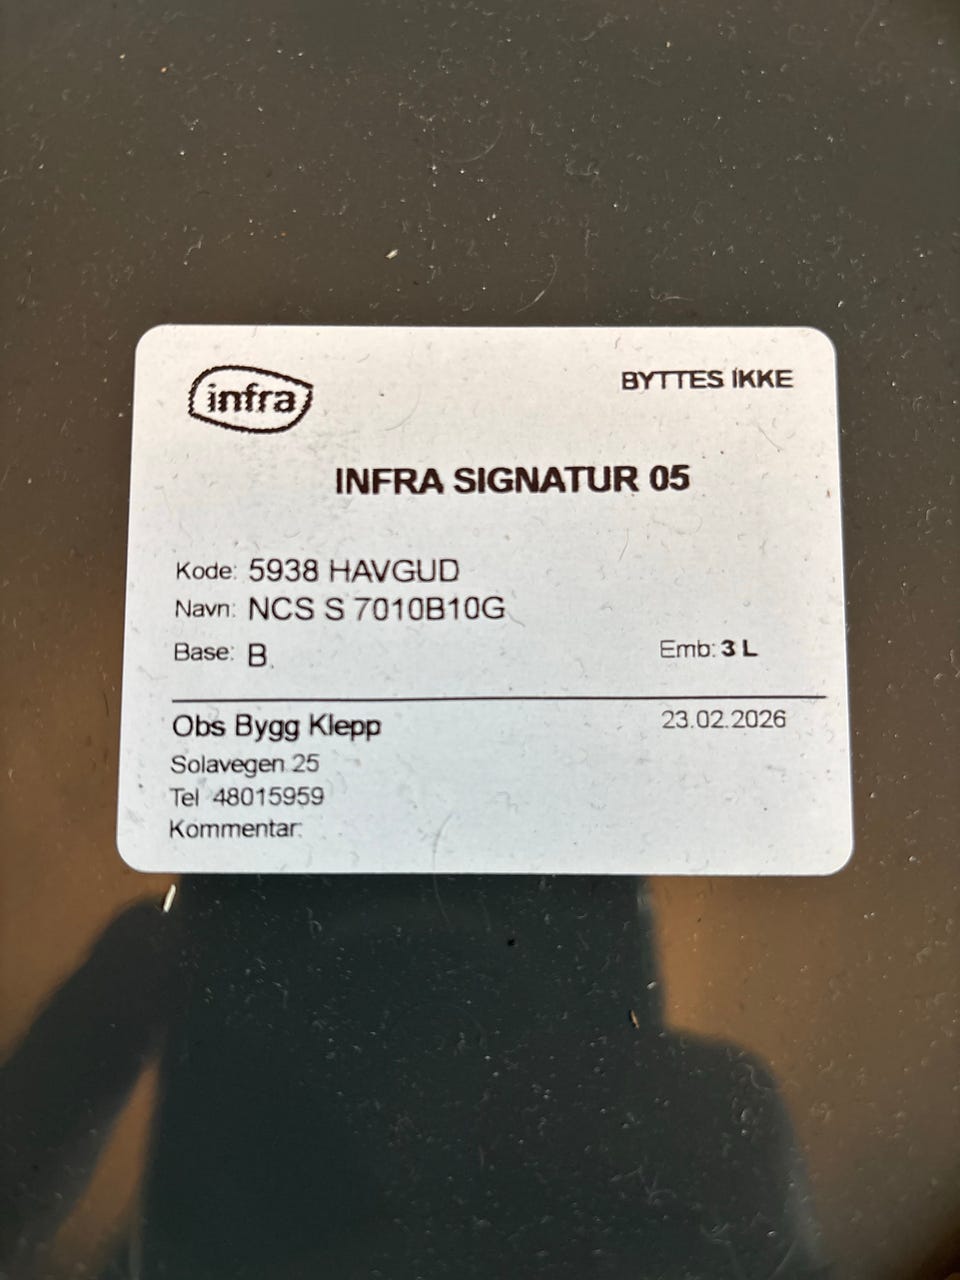 infra
BYTTES IKKE
INFRA SIGNATUR 05
Kode: 5938 HAVGUD
Navn: NCS S 7010B10G
Base: B
Emb: 3 L
Obs Bygg Klepp
23.02.2026
Solavegen 25
Tel 48015959
Kommentar: